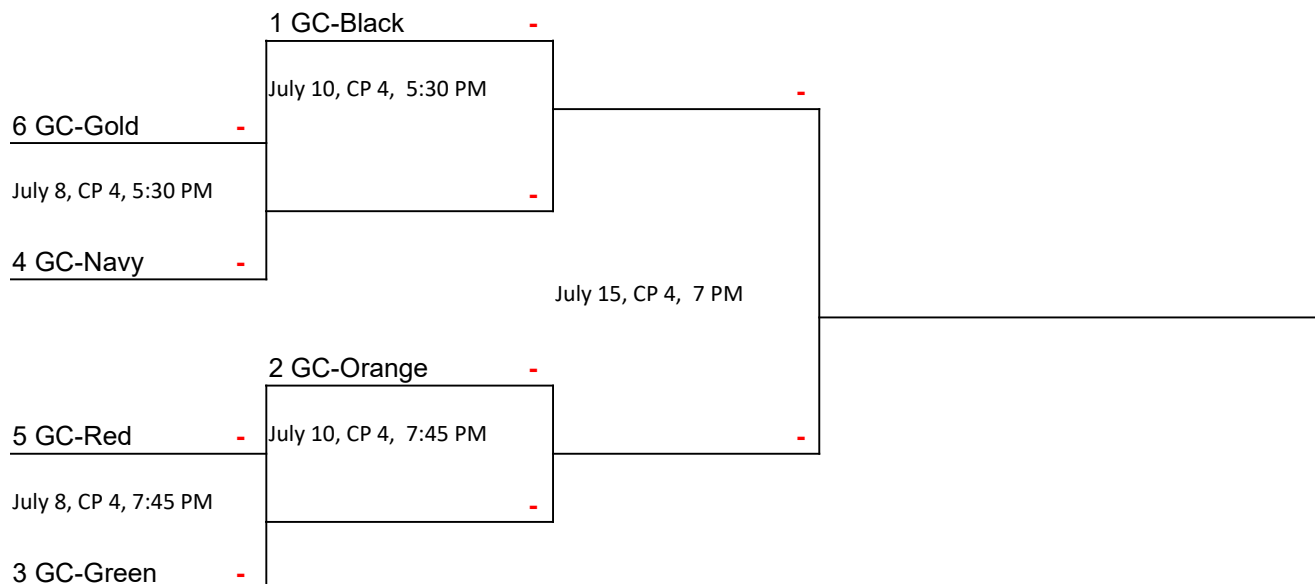 1 GC-Black -
July 10, CP 4, 5:30 PM
-
6 GC-Gold -
July 8, CP 4, 5:30 PM
-
4 GC-Navy -
July 15, CP 4, 7 PM
2 GC-Orange -
5 GC-Red -
July 10, CP 4, 7:45 PM
-
July 8, CP 4, 7:45 PM
-
3 GC-Green -